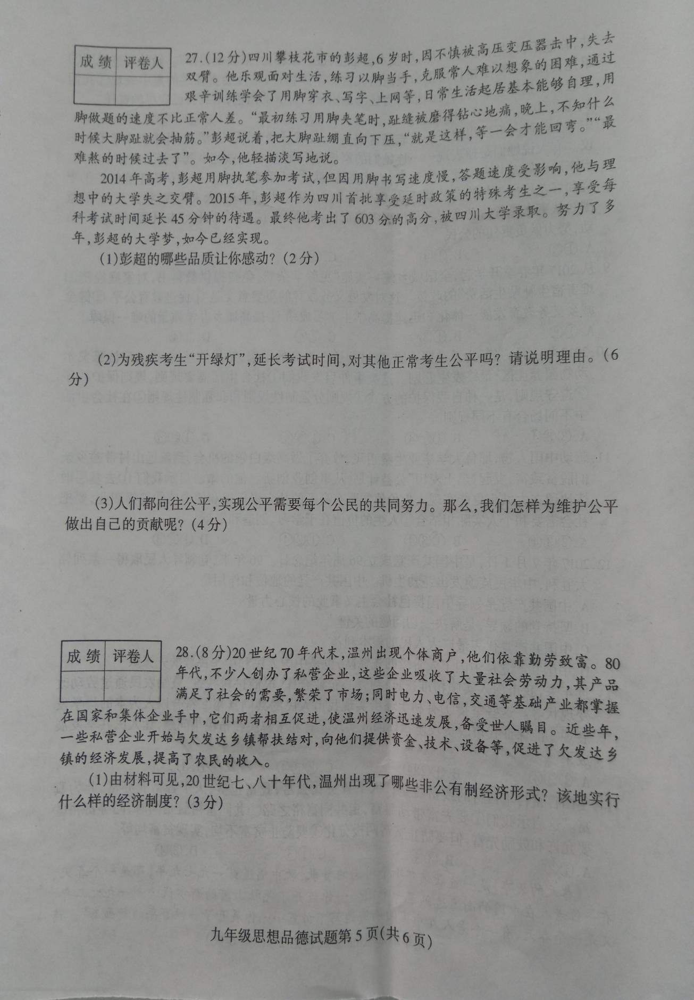 成绩 评卷人
27.(12分)四川攀枝花市的彭超,6岁时,因不慎被高压变压器击中,失去
双臂。他乐观面对生活,练习以脚当手,克服常人难以想象的困难,通过
艰辛训练学会了用脚穿衣、写字、上网等,日常生活起居基本能够自理,用
脚做题的速度不比正常人差。“最初练习用脚夹笔时,趾缝被磨得钻心地痛,晚上,不知什么
时候大脚趾就会抽筋。”彭超说着,把大脚趾绷直向下压,“就是这样,等一会才能回弯。”“最
难熬的时候过去了”。如今,他轻描淡写地说。
2014年高考,彭超用脚执笔参加考试,但因用脚书写速度慢,答题速度受影响,他与理
想中的大学失之交臂。2015年,彭超作为四川首批享受延时政策的特殊考生之一,享受每
科考试时间延长45分钟的待遇。最终他考出了603分的高分,被四川大学录取。努力了多
年,彭超的大学梦,如今已经实现。
(1)彭超的哪些品质让你感动?(2分)
(2)为残疾考生“开绿灯”,延长考试时间,对其他正常考生公平吗?请说明理由。(6
分)
(3)人们都向往公平,实现公平需要每个公民的共同努力。那么,我们怎样为维护公平
做出自己的贡献呢?(4分)
成绩 评卷人
28.(8分)20世纪70年代末,温州出现个体商户,他们依靠勤劳致富。80
年代,不少人创办了私营企业,这些企业吸收了大量社会劳动力,其产品
满足了社会的需要,繁荣了市场;同时电力、电信,交通等基础产业都掌握
在国家和集体企业手中,它们两者相互促进,使温州经济迅速发展,备受世人瞩目。近些年,
一些私营企业开始与欠发达乡镇帮扶结对,向他们提供资金、技术、设备等,促进了欠发达乡
镇的经济发展,提高了农民的收入。
(1)由材料可见,20世纪七、八十年代,温州出现了哪些非公有制经济形式?该地实行
什么样的经济制度?(3分)
九年级思想品德试题第5页(共6页)